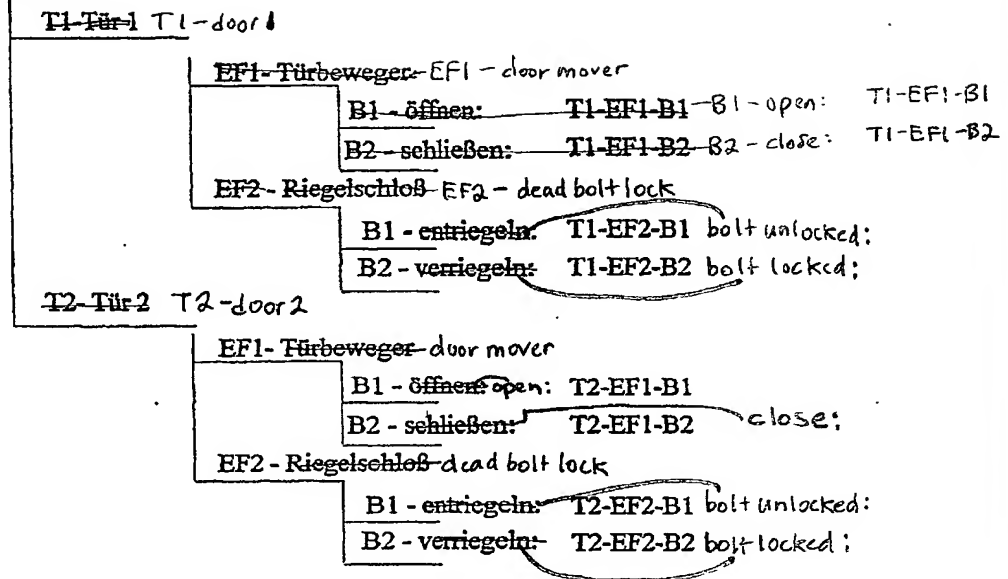 T1-Tür 1 T1-door 1
EF1- Türbeweger EF1 - door mover
B1 - öffnen: T1-EF1-B1 B1 - open: T1-EF1-B1
B2 - schließen: T1-EF1-B2 B2 - close: T1-EF1-B2
EF2 - Riegelschloß EF2 - dead bolt lock
B1 - entriegeln: T1-EF2-B1 bolt unlocked:
B2 - verriegeln: T1-EF2-B2 bolt locked:
T2-Tür 2 T2-door 2
EF1- Türbeweger door mover
B1 - öffnen: open: T2-EF1-B1
B2 - schließen: T2-EF1-B2 close:
EF2 - Riegelschloß dead bolt lock
B1 - entriegeln: T2-EF2-B1 bolt unlocked:
B2 - verriegeln: T2-EF2-B2 bolt locked: